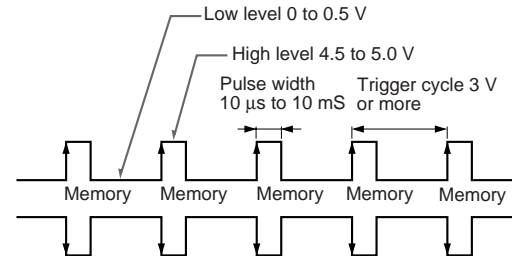 Low level 0 to 0.5 V
High level 4.5 to 5.0 V
Pulse width
10 μs to 10 mS
Trigger cycle 3 V
or more
Memory Memory Memory Memory Memory